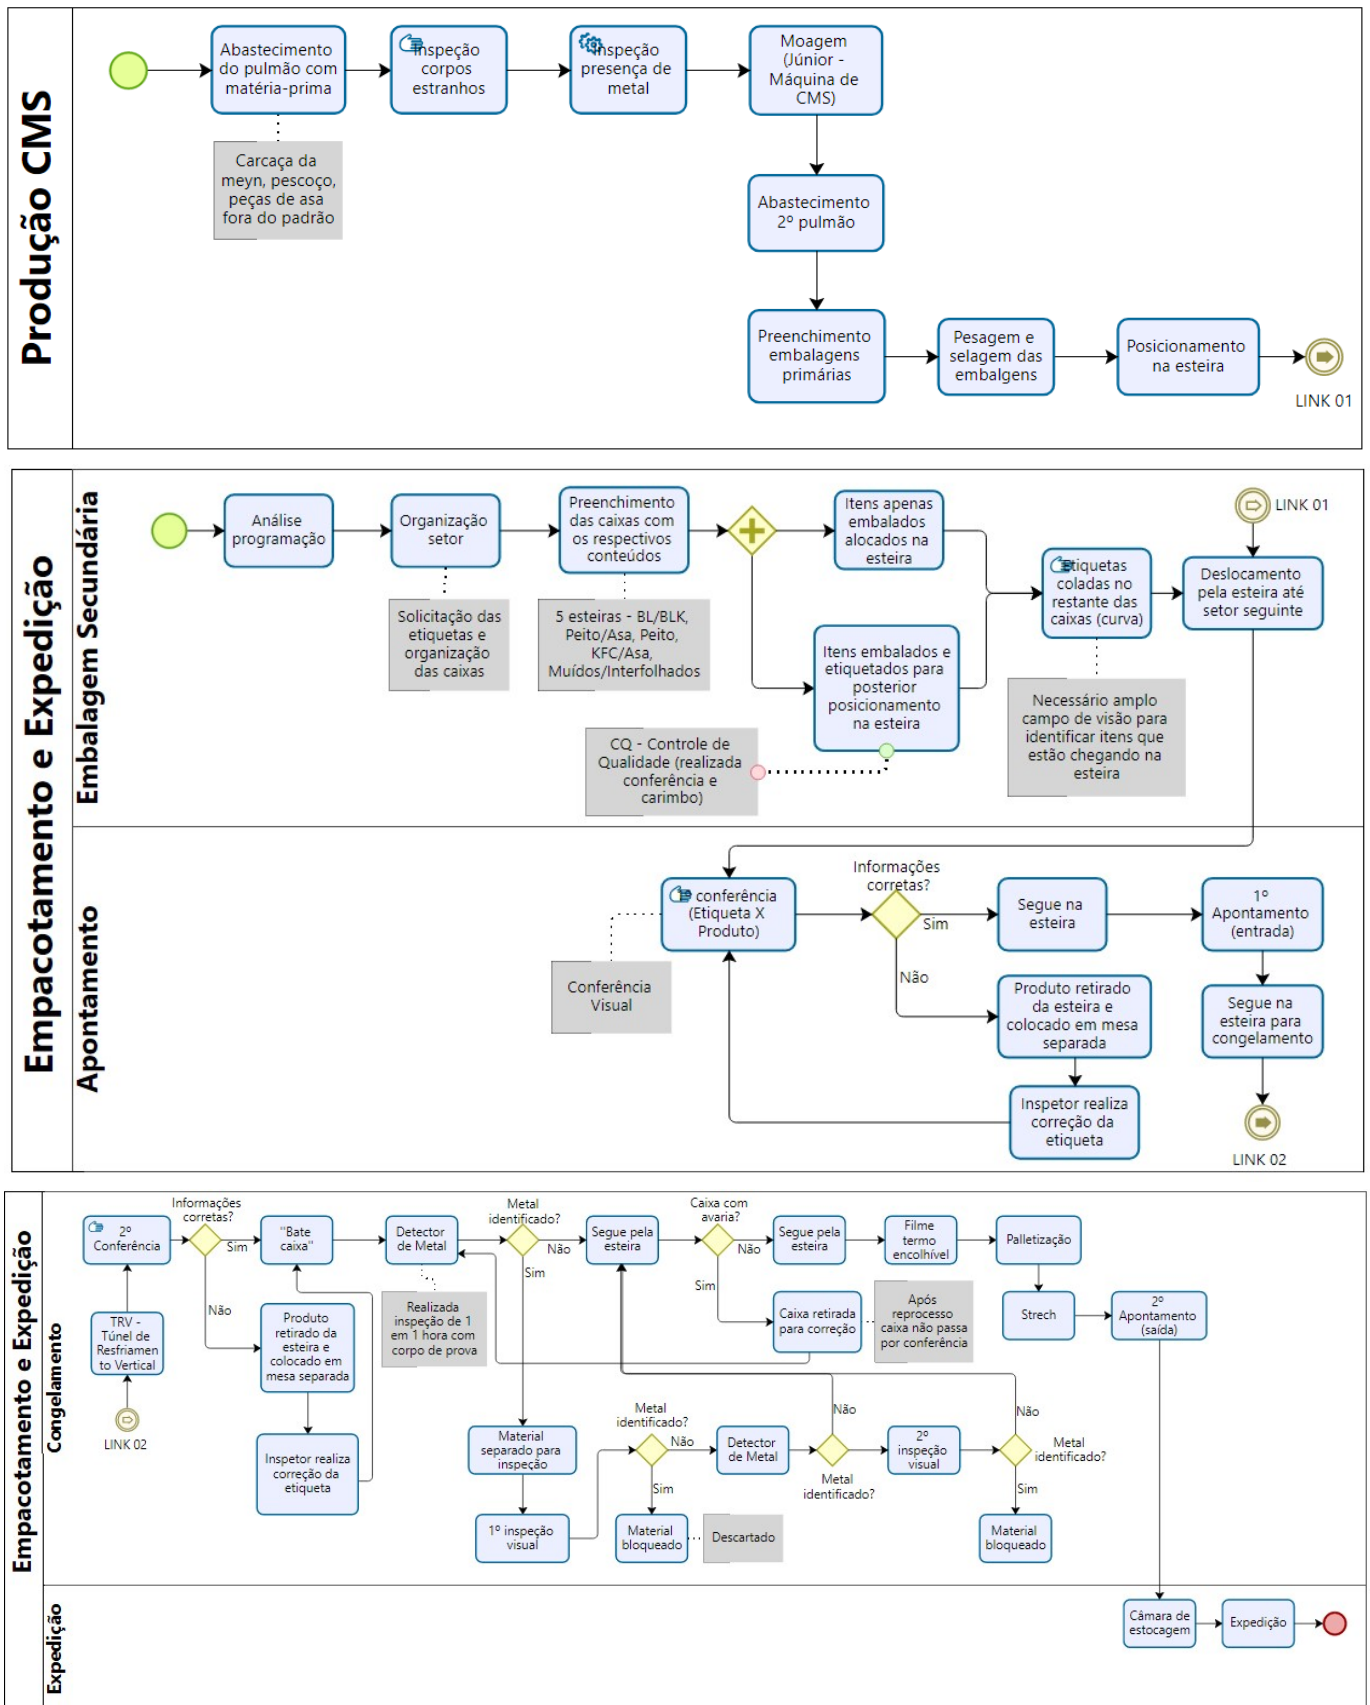 Produção CMS
Abastecimento
do pulmão com
matéria-prima
Inspeção
corpos
estranhos
Inspeção
presença de
metal
Moagem
(Júnior -
Máquina de
CMS)
Carcaça da
meyn, pescoço,
peças de asa
fora do padrão
Abastecimento
2º pulmão
Preenchimento
embalagens
primárias
Pesagem e
selagem das
embalgens
Posicionamento
na esteira
LINK 01
Empacotamento e Expedição
Embalagem Secundária
Análise
programação
Organização
setor
Preenchimento
das caixas com
os respectivos
conteúdos
Itens apenas
embalados
alocados na
esteira
LINK 01
Etiquetas
coladas no
restante das
caixas (curva)
Deslocamento
pela esteira até
setor seguinte
Solicitação das
etiquetas e
organização
das caixas
5 esteiras - BL/BLK,
Peito/Asa, Peito,
KFC/Asa,
Muídos/Interfolhados
Itens embalados e
etiquetados para
posterior
posicionamento
na esteira
Necessário amplo
campo de visão para
identificar itens que
estão chegando na
esteira
CQ - Controle de
Qualidade (realizada
conferência e
carimbo)
Apontamento
conferência
(Etiqueta X
Produto)
Informações
corretas?
Sim
Não
Segue na
esteira
1º
Apontamento
(entrada)
Conferência
Visual
Produto retirado
da esteira e
colocado em mesa
separada
Segue na
esteira para
congelamento
Inspetor realiza
correção da
etiqueta
LINK 02
Empacotamento e Expedição
Congelamento
2º
Conferência
Informações
corretas?
Sim
Não
"Bate
caixa"
Detector
de Metal
Metal
identificado?
Não
Sim
Segue pela
esteira
Caixa com
avaria?
Não
Sim
Segue pela
esteira
Filme
termo
encolhível
Palletização
TRV -
Túnel de
Resfriamen
to Vertical
LINK 02
Produto
retirado da
esteira e
colocado em
mesa separada
Realizada
inspeção de 1
em 1 hora com
corpo de prova
Caixa retirada
para correção
Após
reprocesso
caixa não passa
por conferência
Strech
2º
Apontamento
(saída)
Inspetor realiza
correção da
etiqueta
Material
separado para
inspeção
Metal
identificado?
Não
Sim
Detector
de Metal
Não
Metal
identificado?
2º
inspeção
visual
Não
Metal
identificado?
Sim
1º inspeção
visual
Material
bloqueado
Descartado
Material
bloqueado
Expedição
Câmara de
estocagem
Expedição